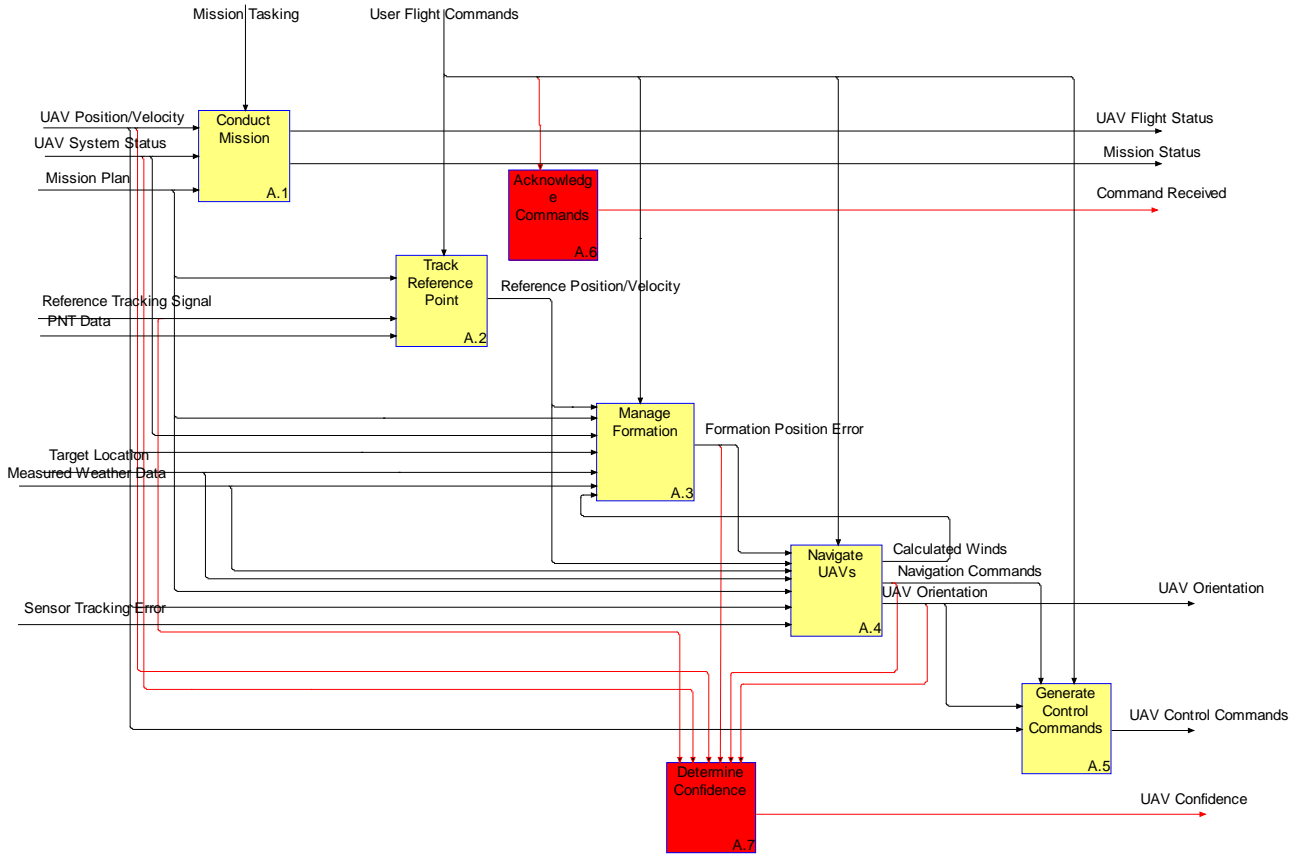 Mission Tasking
User Flight Commands
UAV Position/Velocity
UAV System Status
Mission Plan
Conduct
Mission
A.1
UAV Flight Status
Mission Status
Acknowledg
e
Commands
A.6
Command Received
Track
Reference
Point
A.2
Reference Tracking Signal
PNT Data
Reference Position/Velocity
Manage
Formation
A.3
Formation Position Error
Target Location
Measured Weather Data
Navigate
UAVs
A.4
Calculated Winds
Navigation Commands
UAV Orientation
UAV Orientation
Sensor Tracking Error
Generate
Control
Commands
A.5
UAV Control Commands
Determine
Confidence
A.7
UAV Confidence